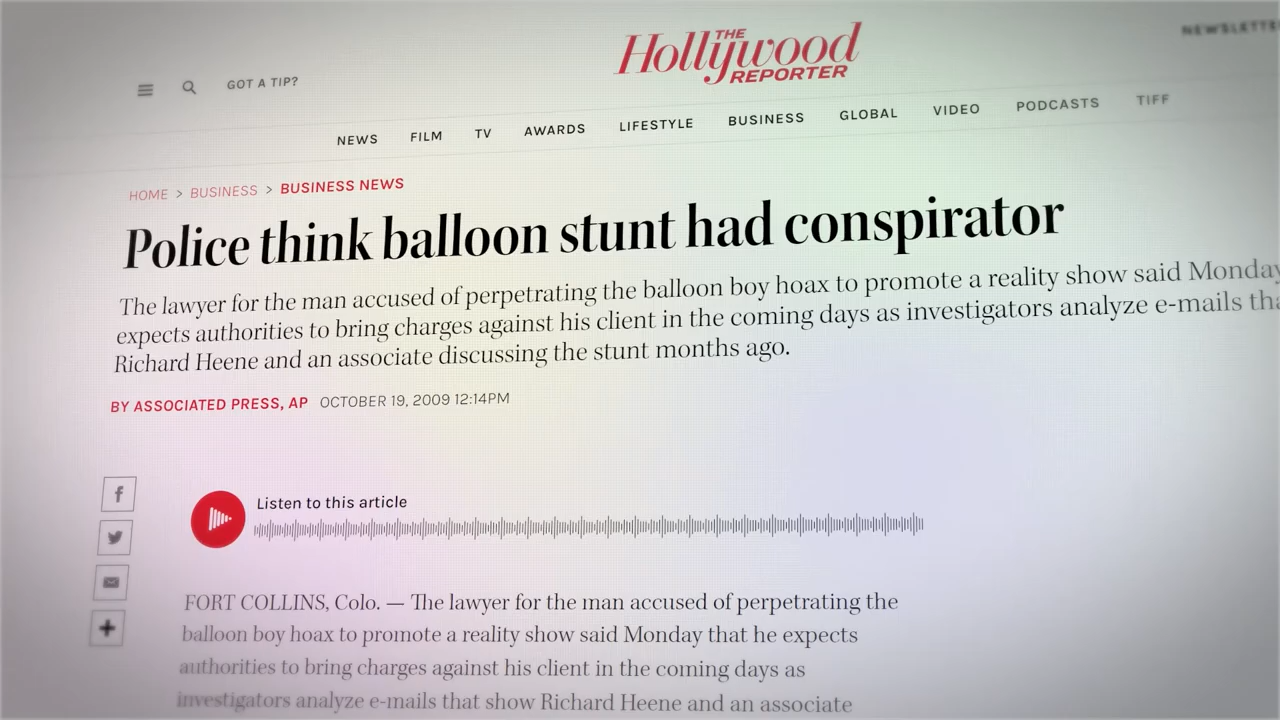 THE
Hollywood
REPORTER
GOT A TIP?
NEWS FILM TV AWARDS LIFESTYLE BUSINESS GLOBAL VIDEO PODCASTS TIFF
HOME > BUSINESS > BUSINESS NEWS
Police think balloon stunt had conspirator
The lawyer for the man accused of perpetrating the balloon boy hoax to promote a reality show said Monday
expects authorities to bring charges against his client in the coming days as investigators analyze e-mails
Richard Heene and an associate discussing the stunt months ago.
BY ASSOCIATED PRESS, AP OCTOBER 19, 2009 12:14PM
Listen to this article
FORT COLLINS, Colo. — The lawyer for the man accused of perpetrating the
balloon boy hoax to promote a reality show said Monday that he expects
authorities to bring charges against his client in the coming days as
investigators analyze e-mails that show Richard Heene and an associate